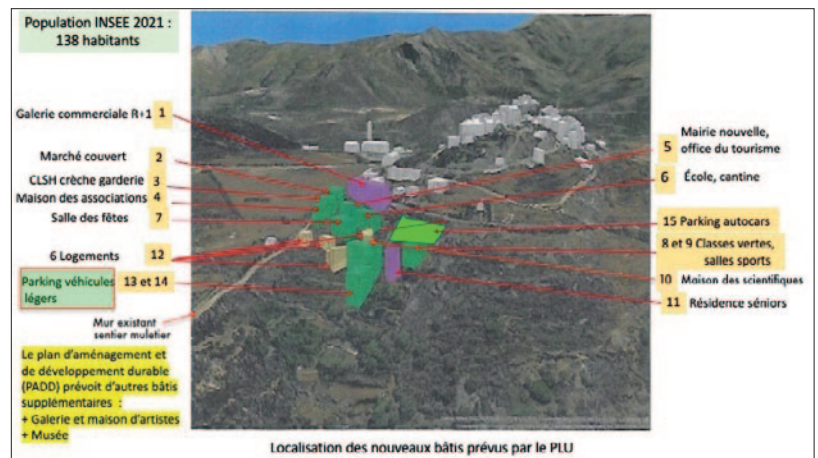 Population INSEE 2021 :
138 habitants
Galerie commerciale R+1 1
Marché couvert 2
CLSH crèche garderie 3
Maison des associations 4
Salle des fêtes 7
6 Logements 12
Parking véhicules
légers
13 et 14
Mur existant
sentier muletier
Le plan d'aménagement et
de développement durable
(PADD) prévoit d'autres bâtis
supplémentaires :
+ Galerie et maison d'artistes
+ Musée
5 Mairie nouvelle,
office du tourisme
6 École, cantine
15 Parking autocars
8 et 9 Classes vertes,
salles sports
10 Maison des scientifiques
11 Résidence séniors
Localisation des nouveaux bâtis prévus par le PLU